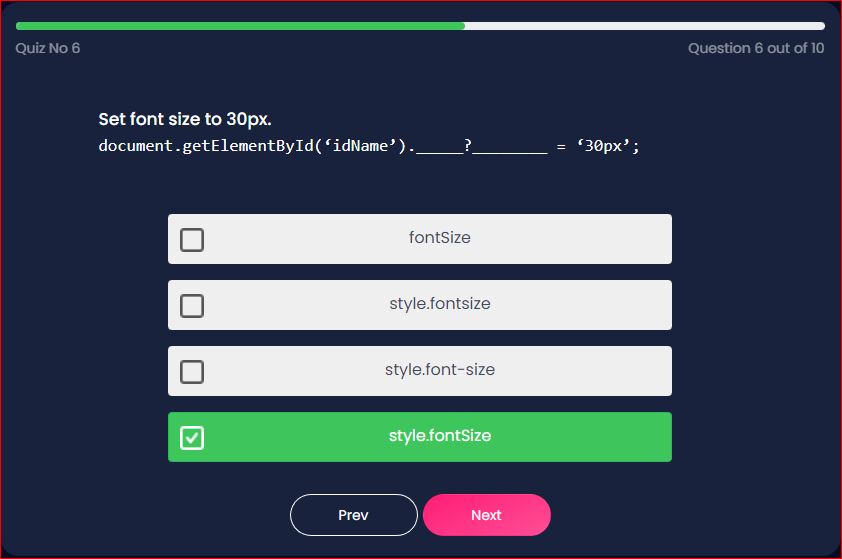 Quiz No 6
Question 6 out of 10
Set font size to 30px.
document.getElementById(‘idName’)._____?________ = ‘30px’;
fontSize
style.fontsize
style.font-size
style.fontSize
Prev
Next